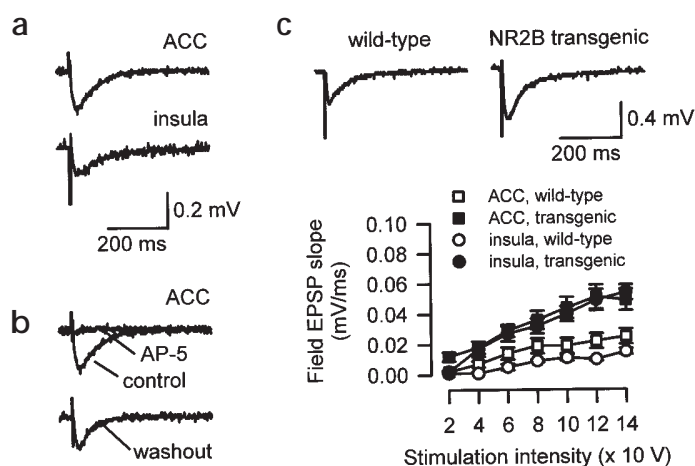 a
ACC
insula
0.2 mV
200 ms
b
ACC
AP-5
control
washout
c
wild-type
NR2B transgenic
0.4 mV
200 ms
ACC, wild-type
ACC, transgenic
insula, wild-type
insula, transgenic
Field EPSP slope
(mV/ms)
0.10
0.08
0.06
0.04
0.02
0.00
2 4 6 8 10 12 14
Stimulation intensity (x 10 V)